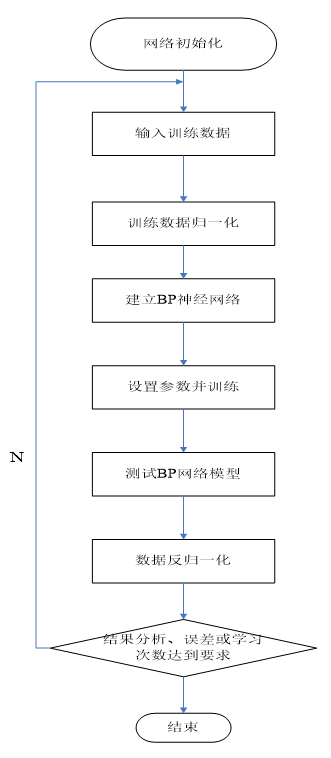 网络初始化
输入训练数据
训练数据归一化
建立BP神经网络
设置参数并训练
测试BP网络模型
N
数据反归一化
结果分析、误差或学习
次数达到要求
结束